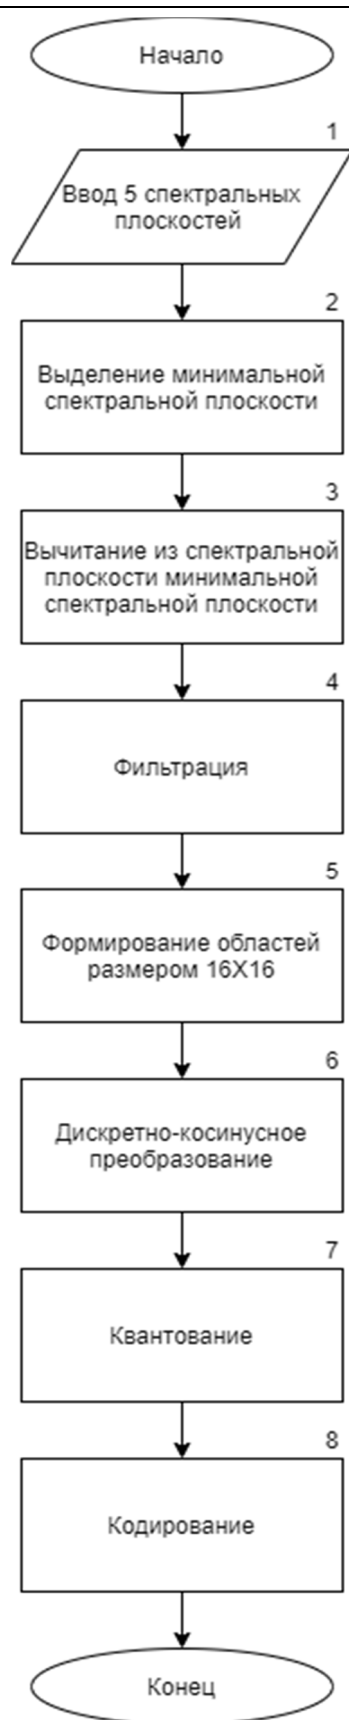 Начало
1
Ввод 5 спектральных
плоскостей
2
Выделение минимальной
спектральной плоскости
3
Вычитание из спектральной
плоскости минимальной
спектральной плоскости
4
Фильтрация
5
Формирование областей
размером 16X16
6
Дискретно-косинусное
преобразование
7
Квантование
8
Кодирование
Конец